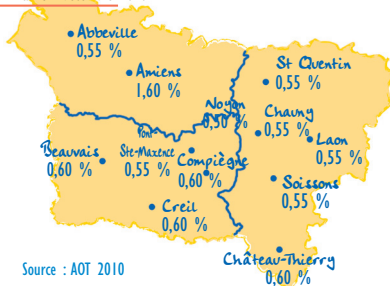 Abbeville
0,55 %
Amiens
1,60 %
St Quentin
0,55 %
Noyon
0,50 %
Chauny
0,55 %
Laon
0,55 %
Beauvais
0,60 %
Pont
Ste-Maxence
0,55 %
Compiègne
0,60 %
Soissons
0,55 %
Creil
0,60 %
Château-Thierry
0,60 %
Source : AOT 2010